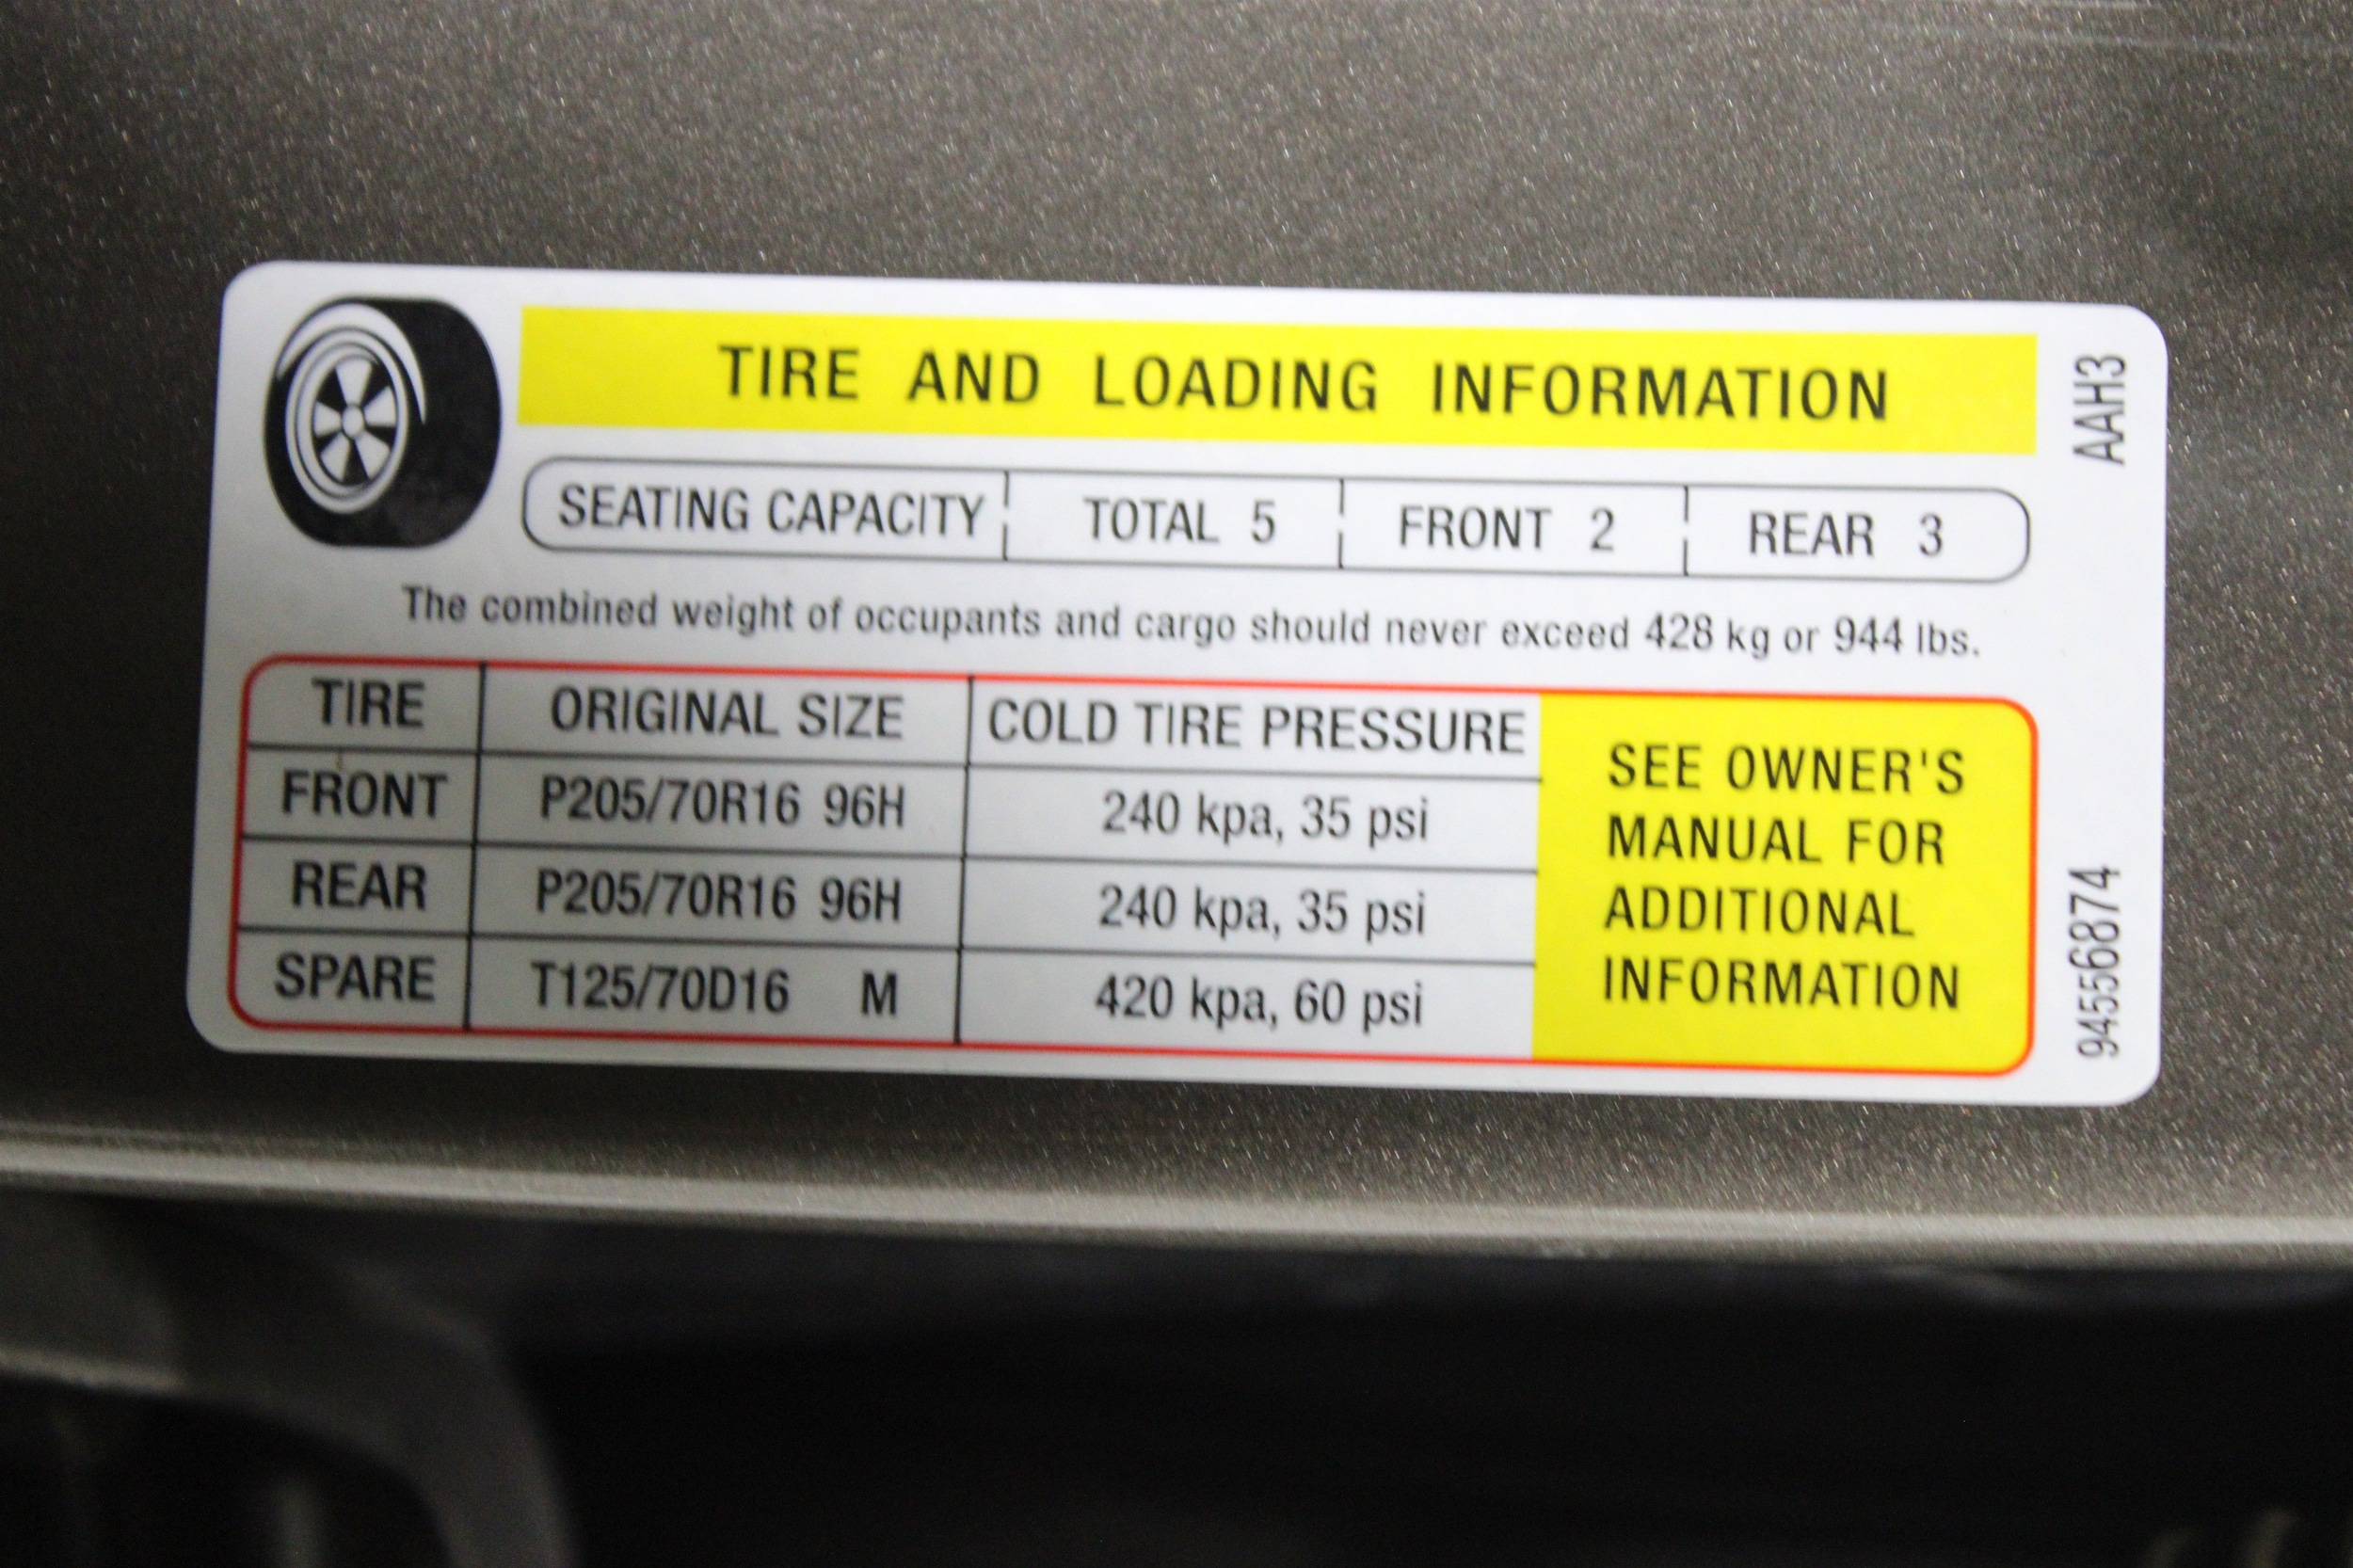 TIRE AND LOADING INFORMATION
AAH3
SEATING CAPACITY TOTAL 5 FRONT 2 REAR 3
The combined weight of occupants and cargo should never exceed 428 kg or 944 lbs.
TIRE ORIGINAL SIZE COLD TIRE PRESSURE
FRONT P205/70R16 96H 240 kpa, 35 psi
REAR P205/70R16 96H 240 kpa, 35 psi
SPARE T125/70D16 M 420 kpa, 60 psi
SEE OWNER'S
MANUAL FOR
ADDITIONAL
INFORMATION
94556874